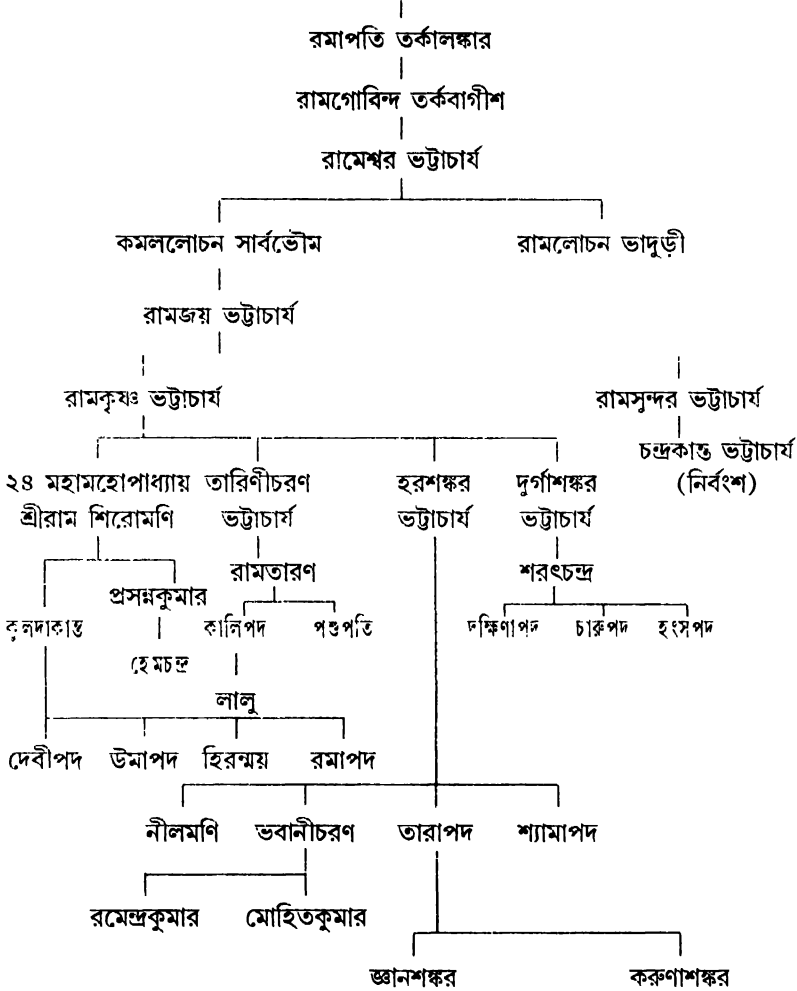 রমাপতি তর্কালঙ্কার
রামগোবিন্দ তর্কবাগীশ
রামেশ্বর ভট্টাচার্য
কমললোচন সার্বভৌম রামলোচন ভাদুড়ী
রামজয় ভট্টাচার্য
রামকৃষ্ণ ভট্টাচার্য রামসুন্দর ভট্টাচার্য
চন্দ্রকান্ত ভট্টাচার্য
২৪ মহামহোপাধ্যায় তারিণীচরণ হরশঙ্কর দুর্গাশঙ্কর (নির্বংশ)
শ্রীরাম শিরোমণি ভট্টাচার্য ভট্টাচার্য ভট্টাচার্য
রামতারণ শরৎচন্দ্র
প্রসন্নকুমার
কুলদাকান্ত কালিপদ পশুপতি দক্ষিণাপদ চারুপদ হংসপদ
হেমচন্দ্র
লালু
দেবীপদ উমাপদ হিরন্ময় রমাপদ
নীলমণি ভবানীচরণ তারাপদ শ্যামাপদ
রমেন্দ্রকুমার মোহিতকুমার
জ্ঞানশঙ্কর করুণাশঙ্কর